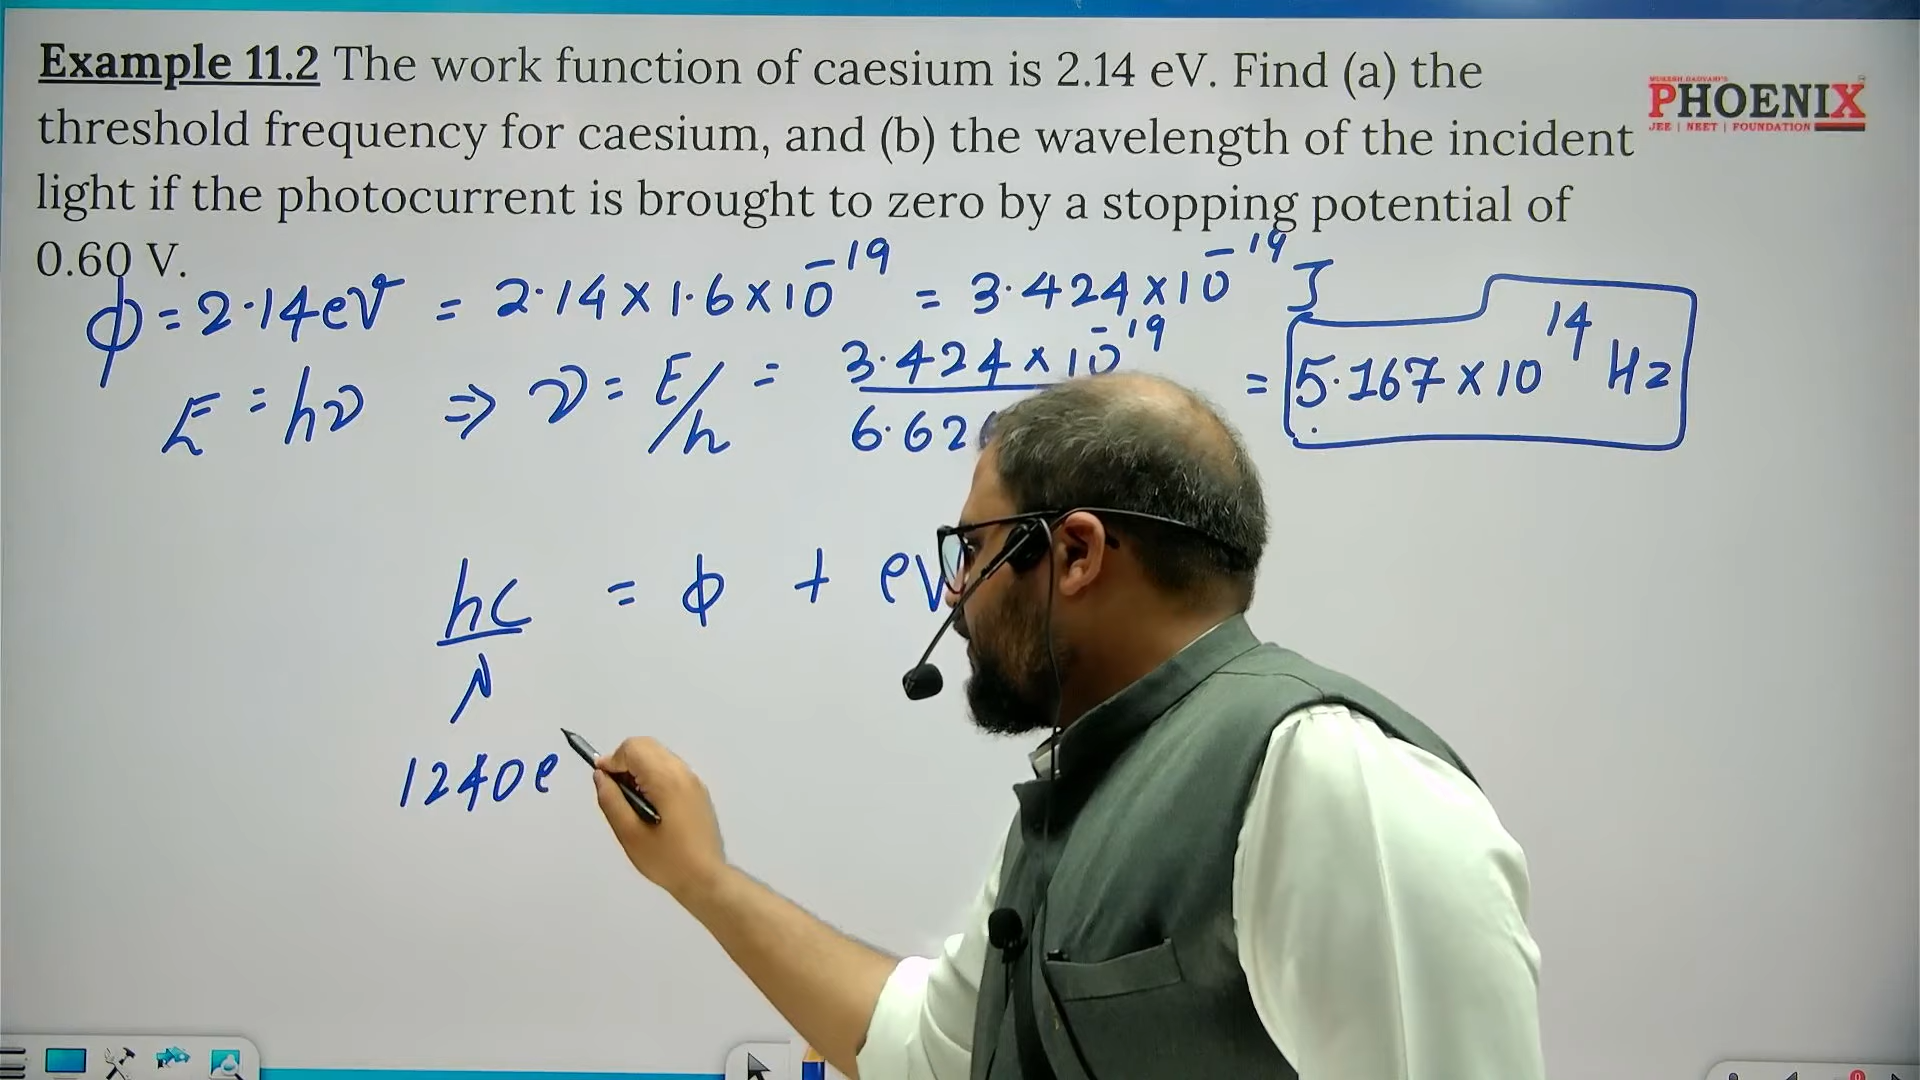 Example 11.2 The work function of caesium is 2.14 eV. Find (a) the
threshold frequency for caesium, and (b) the wavelength of the incident
light if the photocurrent is brought to zero by a stopping potential of
0.60 V.
MUKESH GADVANI'S
PHOENIX
JEE | NEET | FOUNDATION
ϕ = 2.14eV = 2.14 × 1.6 × 10⁻¹⁹ = 3.424 × 10⁻¹⁹ J
E = hν ⇒ ν = E/h = 3.424 × 10⁻¹⁹ / 6.62 = 5.167 × 10¹⁴ Hz
hc/λ = ϕ + eV
1240e